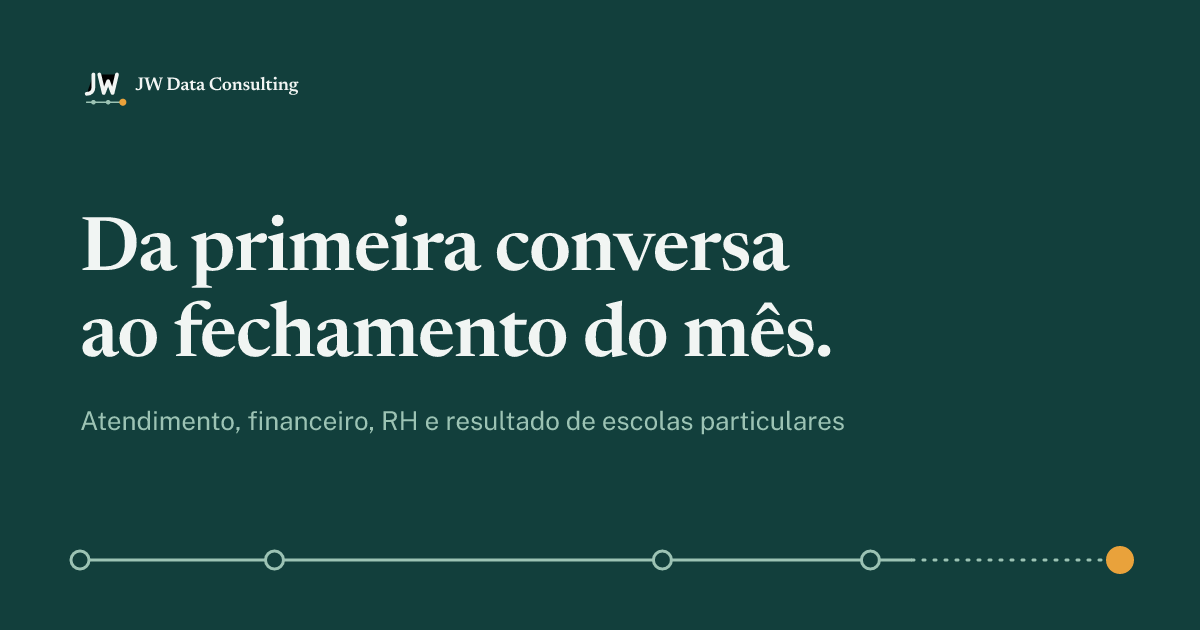 JW JW Data Consulting
Da primeira conversa
ao fechamento do mês.
Atendimento, financeiro, RH e resultado de escolas particulares